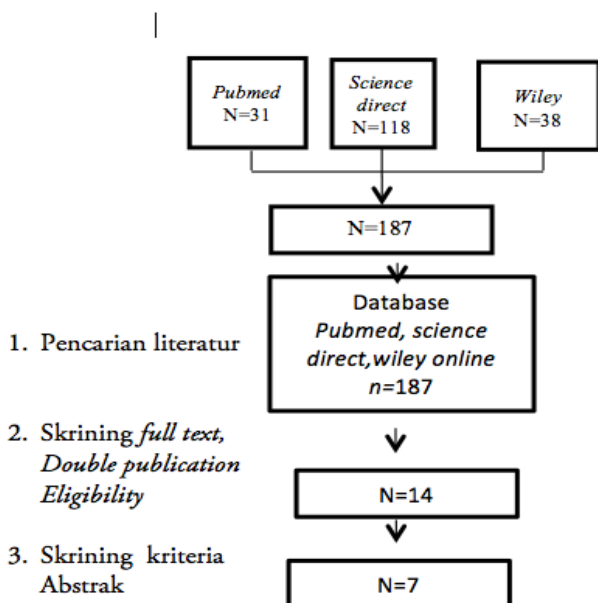 Pubmed
N=31
Science
direct
N=118
Wiley
N=38
N=187
Database
Pubmed, science
direct,wiley online
n=187
1. Pencarian literatur
2. Skrining full text,
Double publication
Eligibility
N=14
3. Skrining kriteria
Abstrak
N=7